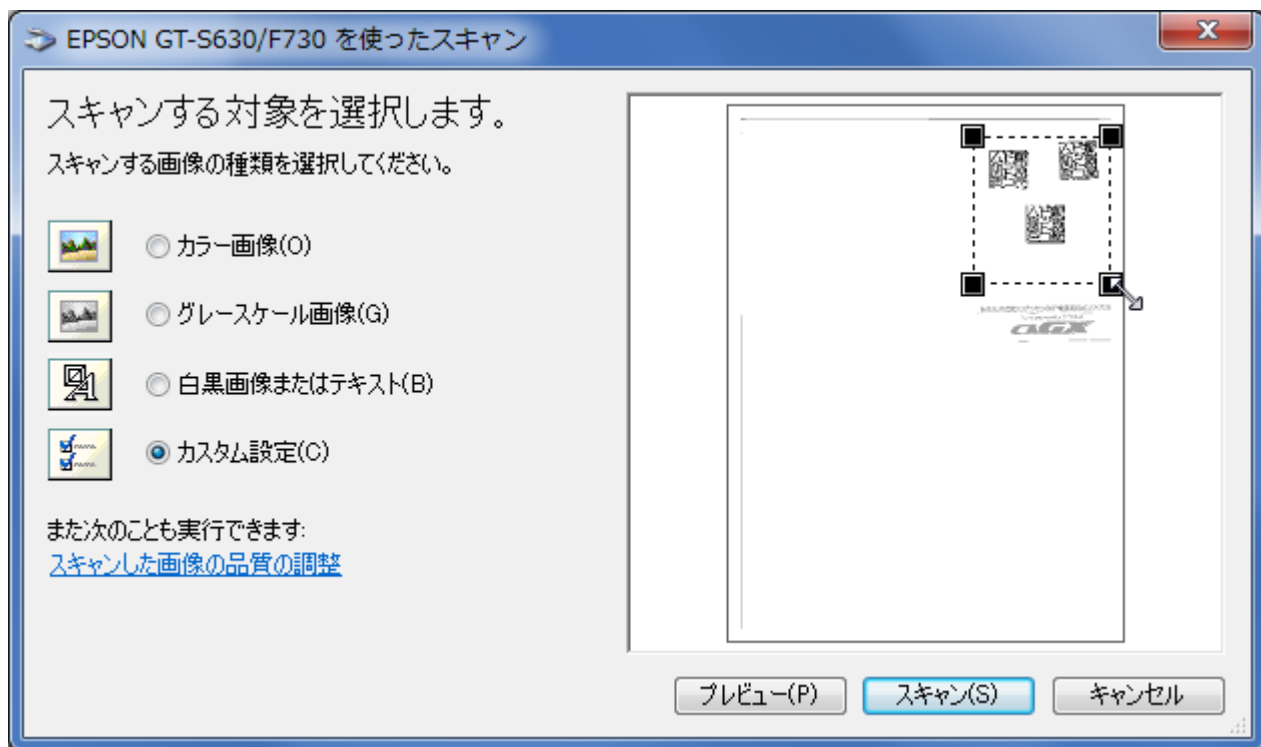 EPSON GT-S630/F730 を使ったスキャン
スキャンする対象を選択します。
スキャンする画像の種類を選択してください。
カラー画像(O)
グレースケール画像(G)
白黒画像またはテキスト(B)
カスタム設定(C)
また次のことも実行できます:
スキャンした画像の品質の調整
プレビュー(P)
スキャン(S)
キャンセル